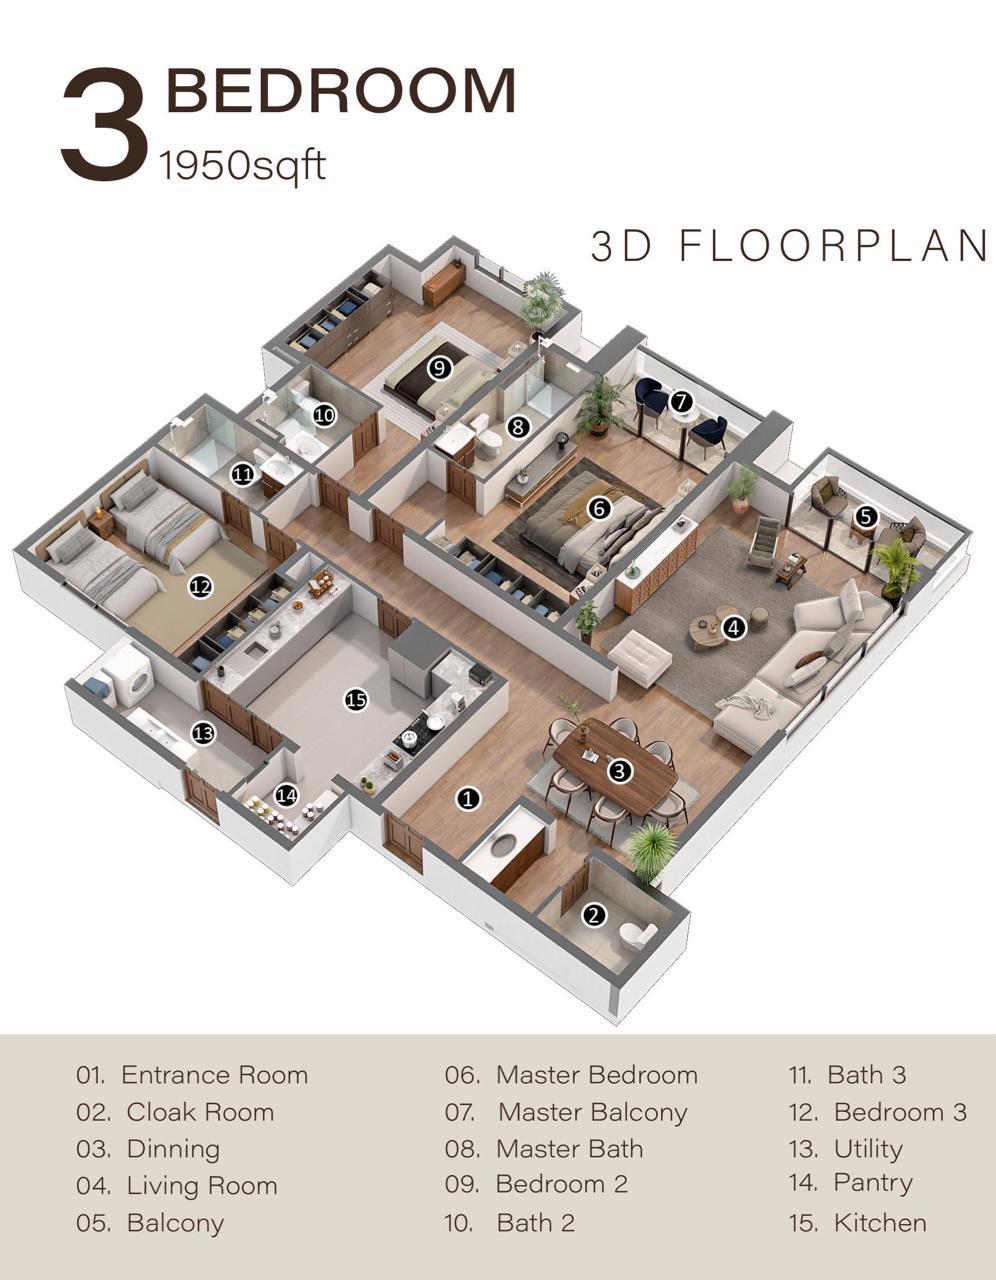 3 BEDROOM
1950sqft
3D FLOORPLAN
9
10
8
7
11
6
5
12
4
15
13
3
14
1
2
01. Entrance Room
02. Cloak Room
03. Dinning
04. Living Room
05. Balcony
06. Master Bedroom
07. Master Balcony
08. Master Bath
09. Bedroom 2
10. Bath 2
11. Bath 3
12. Bedroom 3
13. Utility
14. Pantry
15. Kitchen